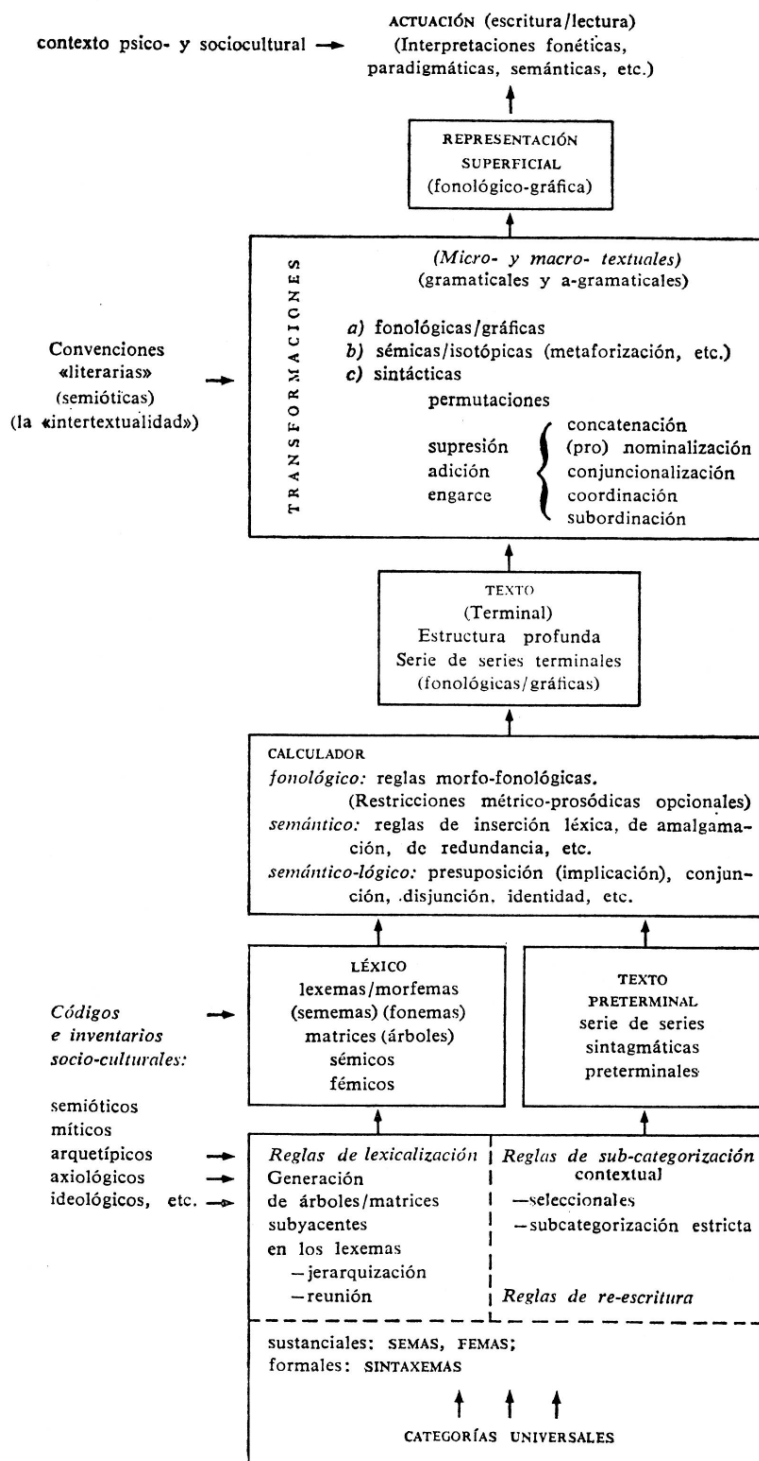 ACTUACIÓN (escritura/lectura)
contexto psico- y sociocultural → (Interpretaciones fonéticas,
paradigmáticas, semánticas, etc.)
REPRESENTACIÓN
SUPERFICIAL
(fonológico-gráfica)
TRANSFORMACIONES
(Micro- y macro- textuales)
(gramaticales y a-gramaticales)
a) fonológicas/gráficas
b) sémicas/isotópicas (metaforización, etc.)
c) sintácticas
permutaciones
supresión
adición
engarce
concatenación
(pro) nominalización
conjuncionalización
coordinación
subordinación
Convenciones
«literarias»
(semióticas)
(la «intertextualidad»)
TEXTO
(Terminal)
Estructura profunda
Serie de series terminales
(fonológicas/gráficas)
CALCULADOR
fonológico: reglas morfo-fonológicas.
(Restricciones métrico-prosódicas opcionales)
semántico: reglas de inserción léxica, de amalgama-
ción, de redundancia, etc.
semántico-lógico: presuposición (implicación), conjun-
ción, disjunción. identidad, etc.
LÉXICO
lexemas/morfemas
(sememas) (fonemas)
matrices (árboles)
sémicos
fémicos
TEXTO
PRETERMINAL
serie de series
sintagmáticas
preterminales
Códigos
e inventarios
socio-culturales:
semióticos
míticos
arquetípicos
axiológicos
ideológicos, etc.
Reglas de lexicalización
Generación
de árboles/matrices
subyacentes
en los lexemas
—jerarquización
—reunión
Reglas de sub-categorización
contextual
—seleccionales
—subcategorización estricta
Reglas de re-escritura
sustanciales: SEMAS, FEMAS;
formales: SINTAXEMAS
CATEGORÍAS UNIVERSALES